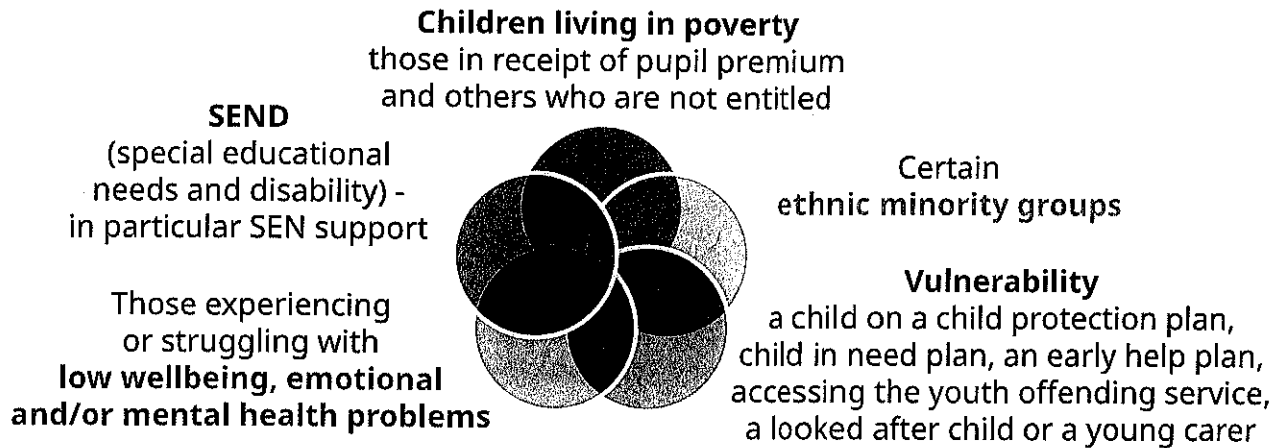 Children living in poverty
those in receipt of pupil premium
and others who are not entitled
SEND
(special educational
needs and disability) -
in particular SEN support
Certain
ethnic minority groups
Those experiencing
or struggling with
low wellbeing, emotional
and/or mental health problems
Vulnerability
a child on a child protection plan,
child in need plan, an early help plan,
accessing the youth offending service,
a looked after child or a young carer